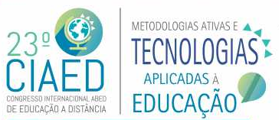 23º
CIAED
CONGRESSO INTERNACIONAL ABED
DE EDUCAÇÃO A DISTÂNCIA
METODOLOGIAS ATIVAS E
TECNOLOGIAS
APLICADAS À
EDUCAÇÃO